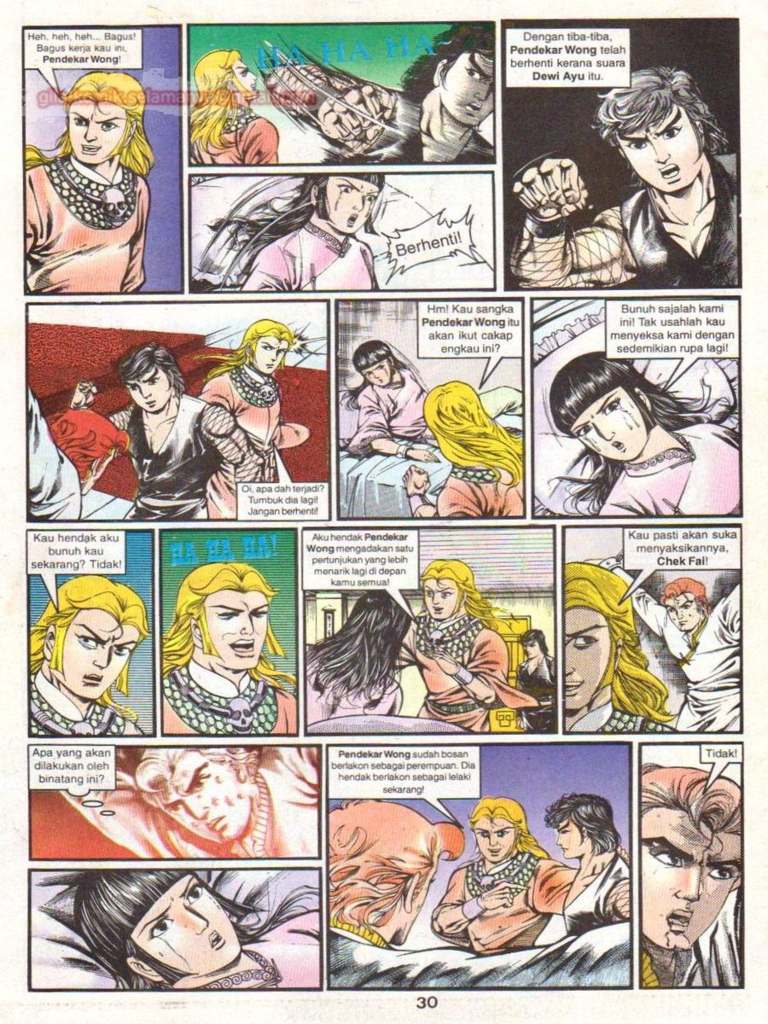 Heh, heh, heh... Bagus!
Bagus kerja kau ini,
Pendekar Wong!
HA HA HA
Berhenti!
Dengan tiba-tiba,
Pendekar Wong telah
berhenti kerana suara
Dewi Ayu itu.
Oi, apa dah terjadi?
Tumbuk dia lagi!
Jangan berhenti!
Hm! Kau sangka
Pendekar Wong itu
akan ikut cakap
engkau ini?
Bunuh sajalah kami
ini! Tak usahlah kau
menyeksa kami dengan
sedemikian rupa lagi!
Kau hendak aku
bunuh kau
sekarang? Tidak!
HA HA HA!
Aku hendak Pendekar
Wong mengadakan satu
pertunjukan yang lebih
menarik lagi di depan
kamu semua!
Kau pasti akan suka
menyaksikannya,
Chek Fai!
Apa yang akan
dilakukan oleh
binatang ini?
Pendekar Wong sudah bosan
berlakon sebagai perempuan. Dia
hendak berlakon sebagai lelaki
sekarang!
Tidak!
30